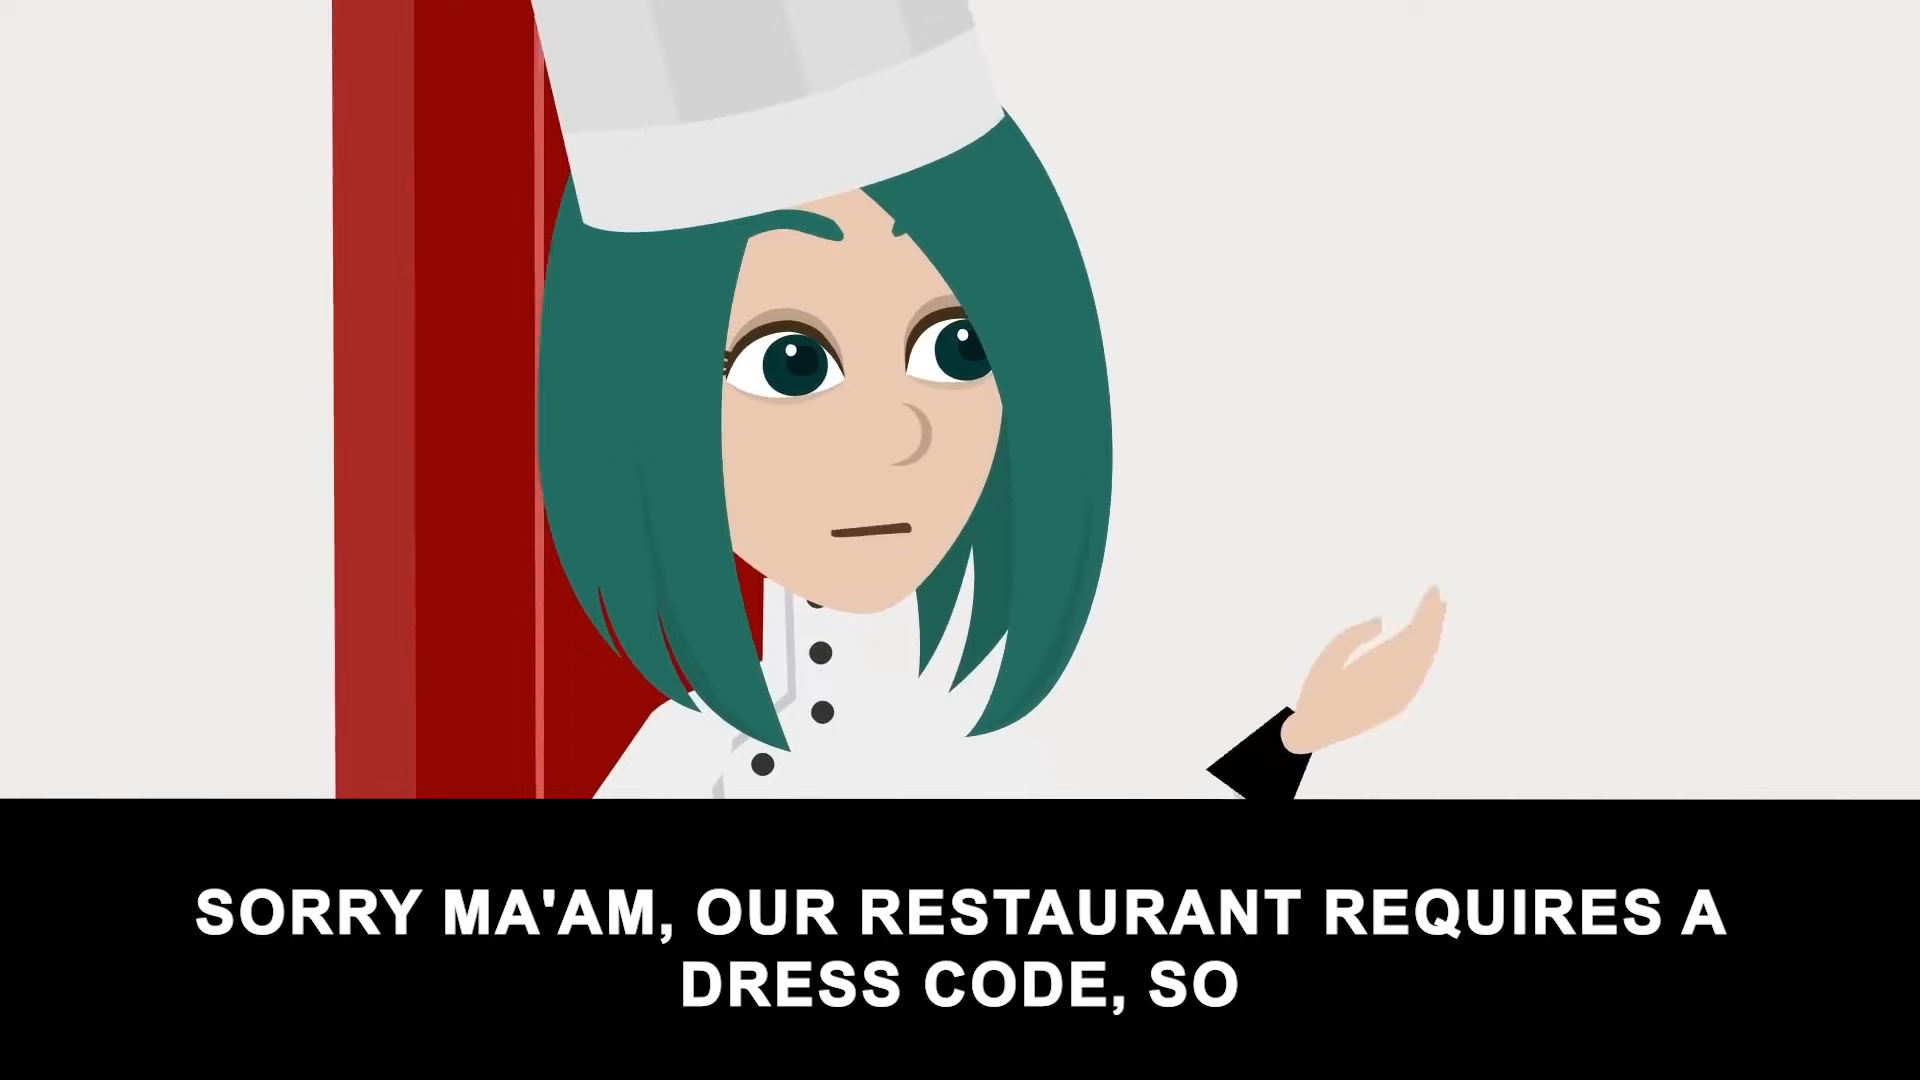 SORRY MA'AM, OUR RESTAURANT REQUIRES A
DRESS CODE, SO